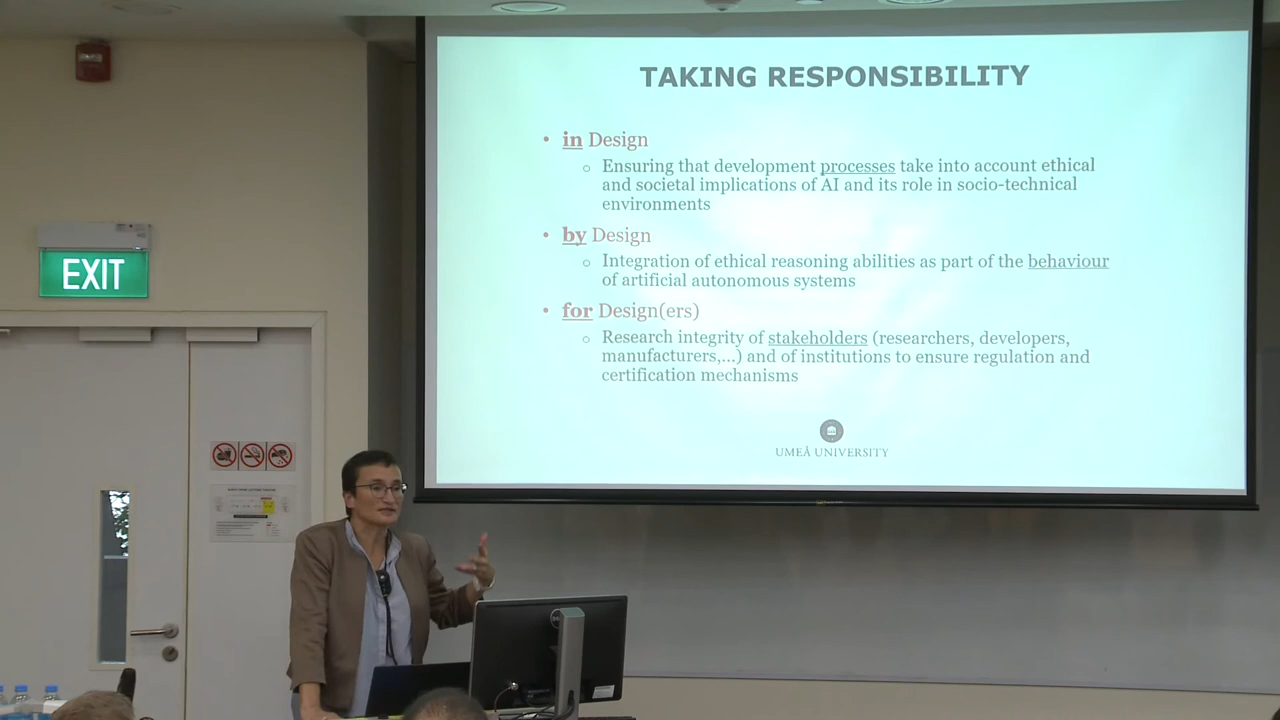 TAKING RESPONSIBILITY
• in Design
○ Ensuring that development processes take into account ethical
and societal implications of AI and its role in socio-technical
environments
• by Design
○ Integration of ethical reasoning abilities as part of the behaviour
of artificial autonomous systems
• for Design(ers)
○ Research integrity of stakeholders (researchers, developers,
manufacturers,...) and of institutions to ensure regulation and
certification mechanisms
UMEÅ UNIVERSITY
EXIT